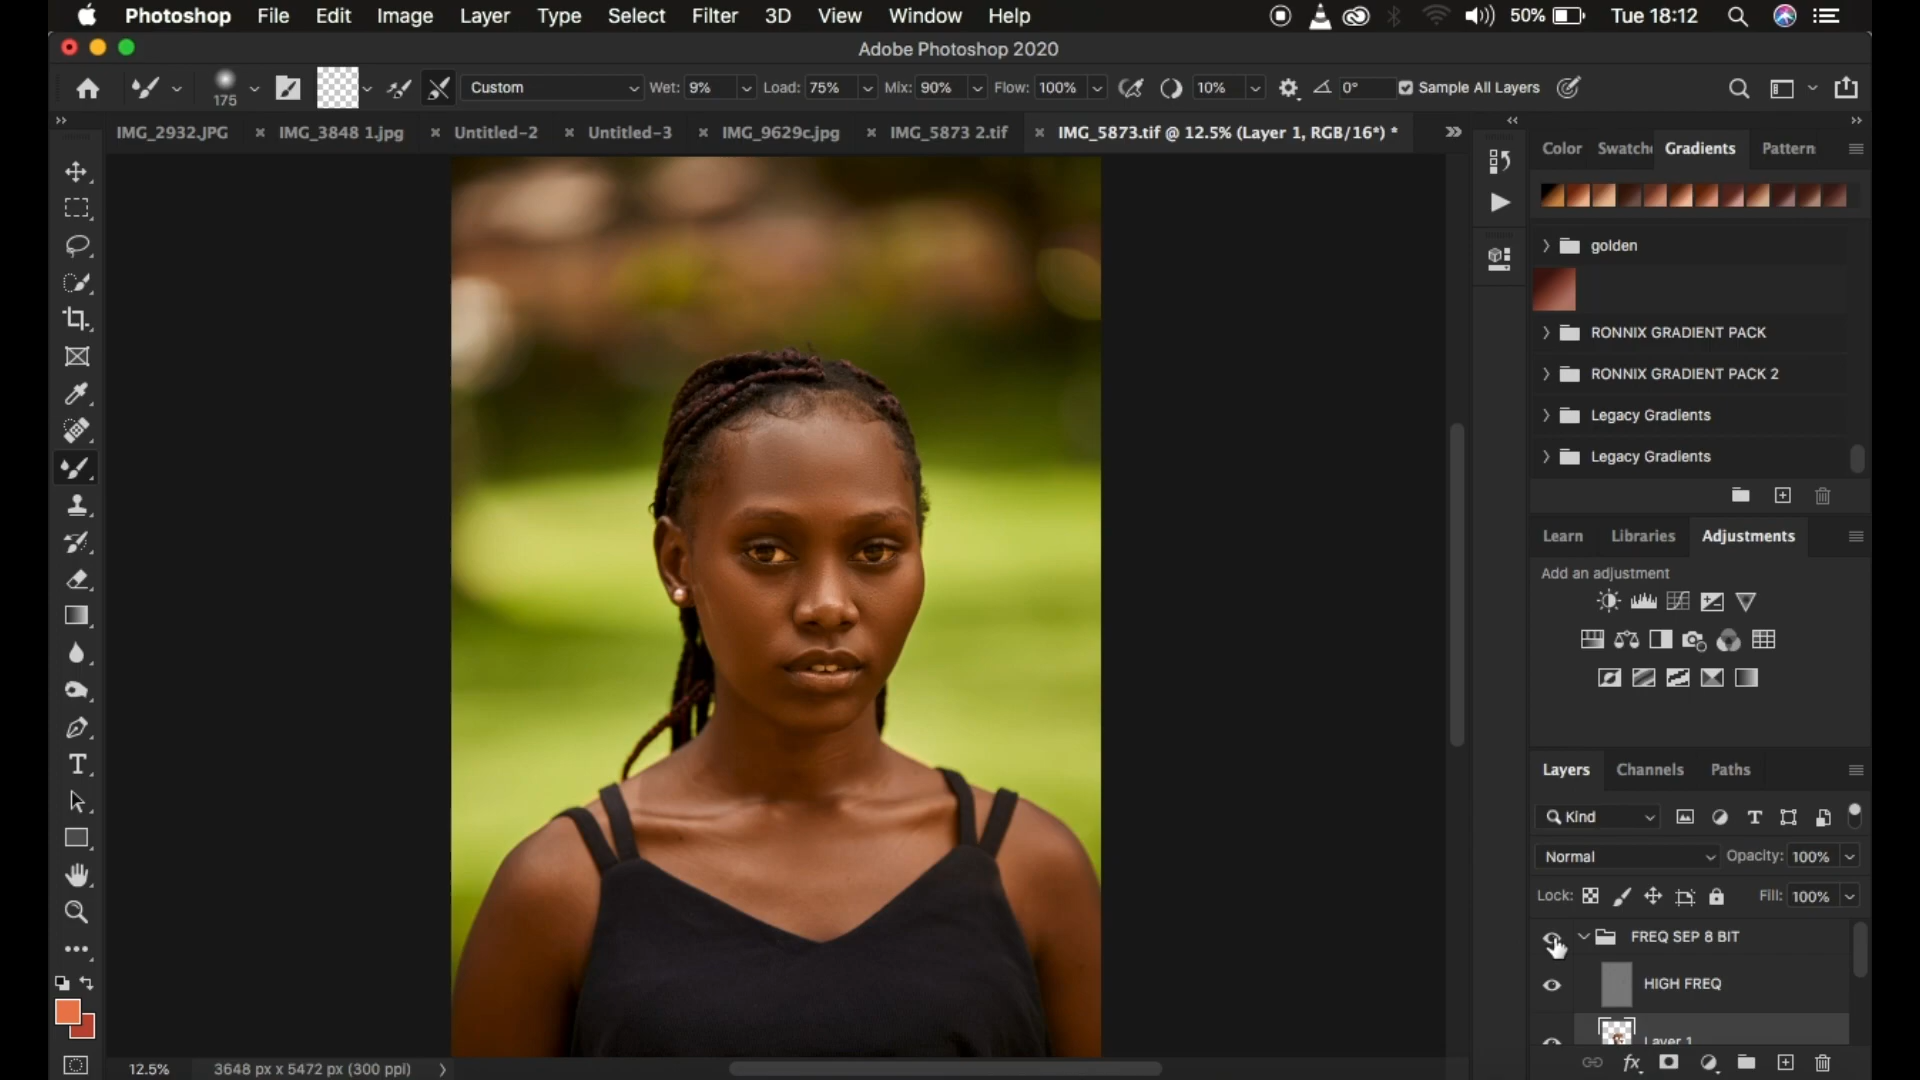 Photoshop File Edit Image Layer Type Select Filter 3D View Window Help 50% Tue 18:12
Adobe Photoshop 2020
175 Custom Wet: 9% Load: 75% Mix: 90% Flow: 100% 10% 0° Sample All Layers
IMG_2932.JPG IMG_3848 1.jpg Untitled-2 Untitled-3 IMG_9629c.jpg IMG_5873 2.tif IMG_5873.tif @ 12.5% (Layer 1, RGB/16*) *
Color Swatche Gradients Pattern
golden
RONNIX GRADIENT PACK
RONNIX GRADIENT PACK 2
Legacy Gradients
Legacy Gradients
Learn Libraries Adjustments
Add an adjustment
Layers Channels Paths
Kind
Normal Opacity: 100%
Lock: Fill: 100%
FREQ SEP 8 BIT
HIGH FREQ
Layer 1
12.5% 3648 px x 5472 px (300 ppl)